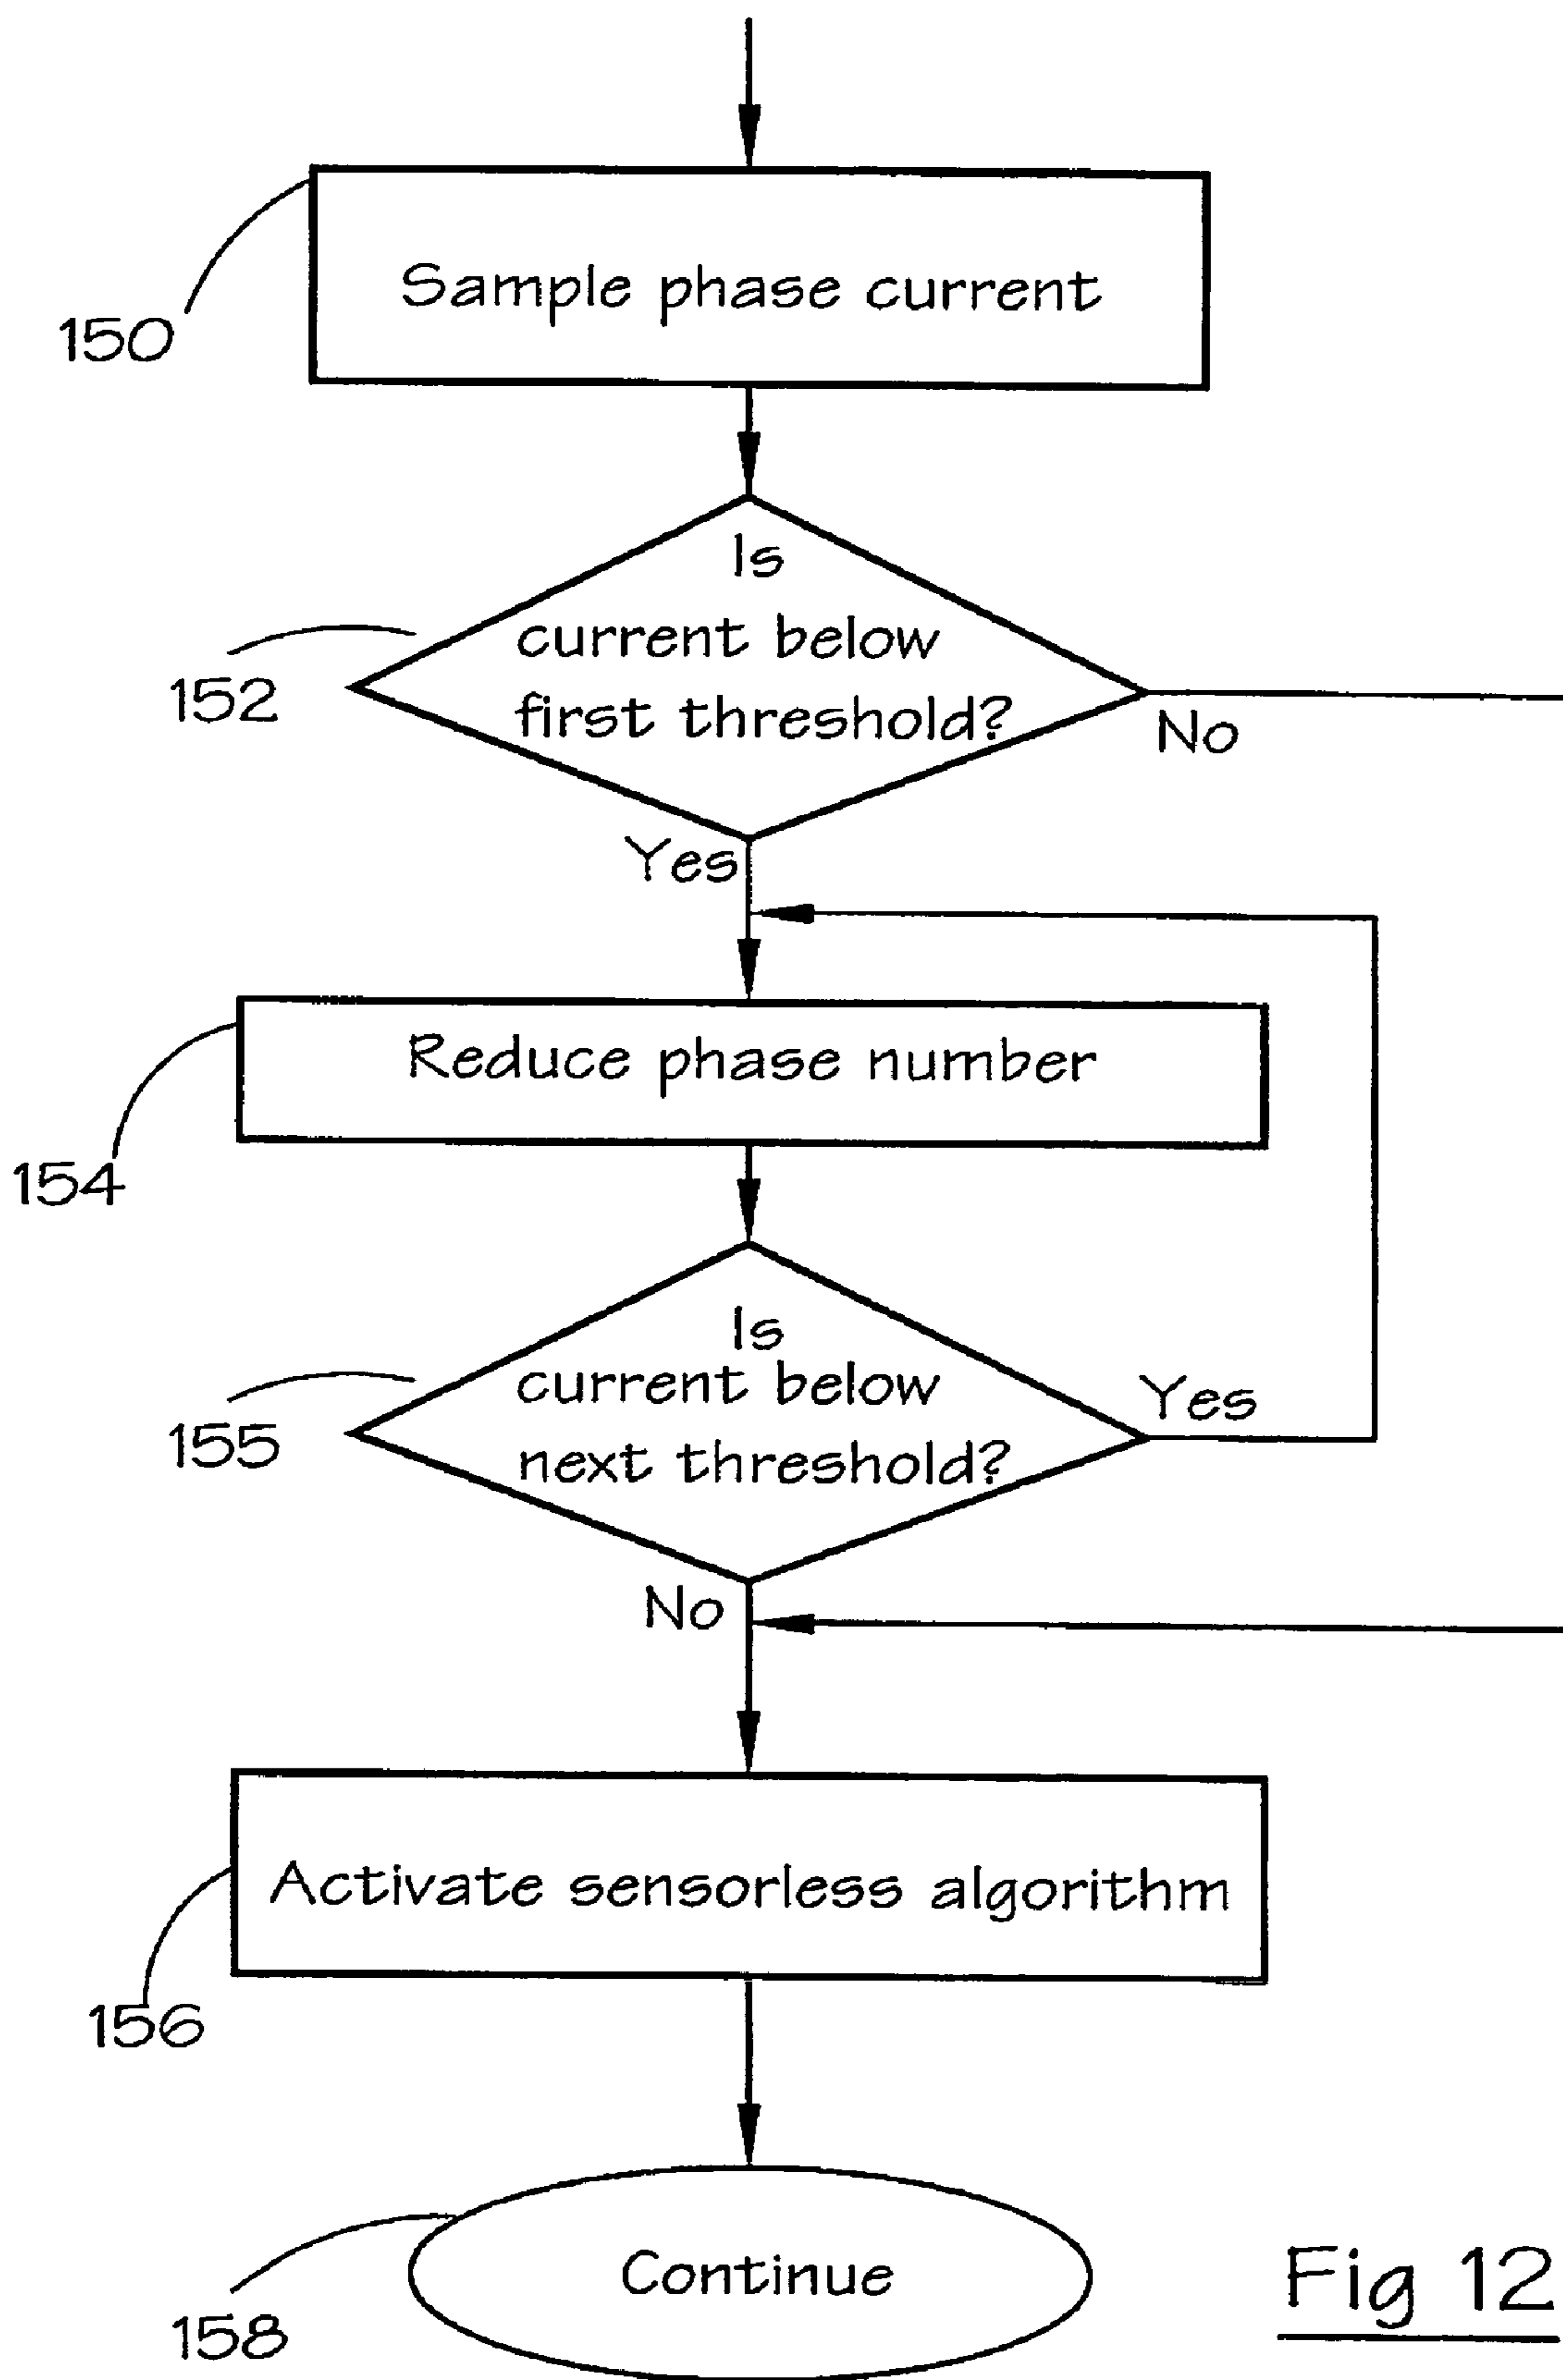 Sample phase current
150
Is
current below
first threshold?
152
No
Yes
Reduce phase number
154
Is
current below
next threshold?
Yes
155
No
Activate sensorless algorithm
156
Continue
158
Fig 12